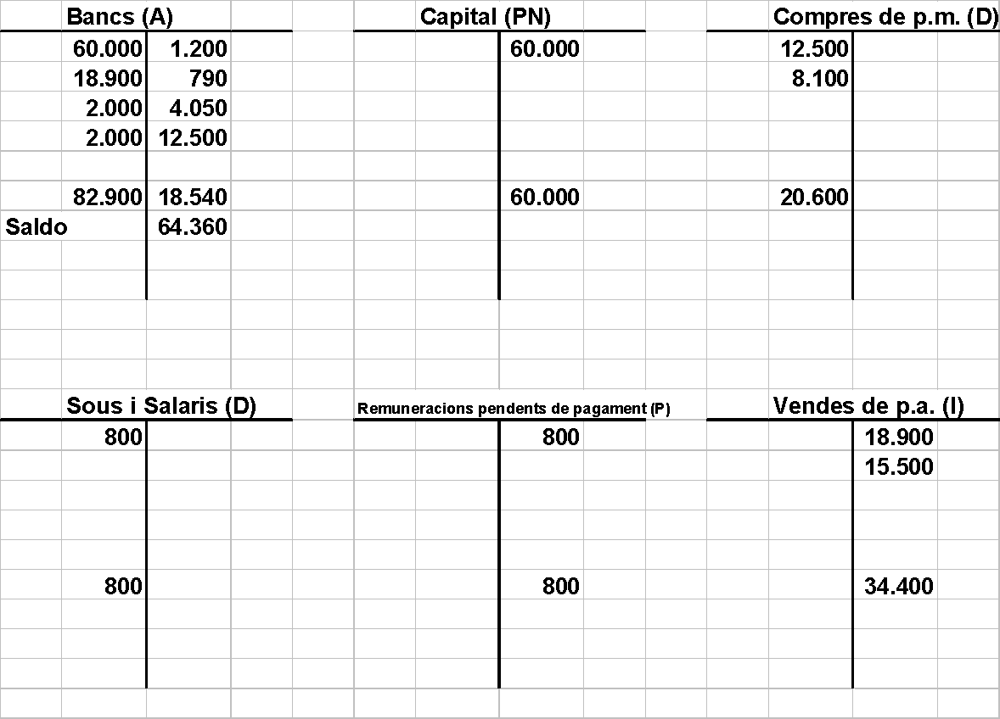 Bancs (A) Capital (PN) Compres de p.m. (D)
60.000 1.200 60.000 12.500
18.900 790 8.100
2.000 4.050
2.000 12.500
82.900 18.540 60.000 20.600
Saldo 64.360
Sous i Salaris (D) Remuneracions pendents de pagament (P) Vendes de p.a. (I)
800 800 18.900
15.500
800 800 34.400